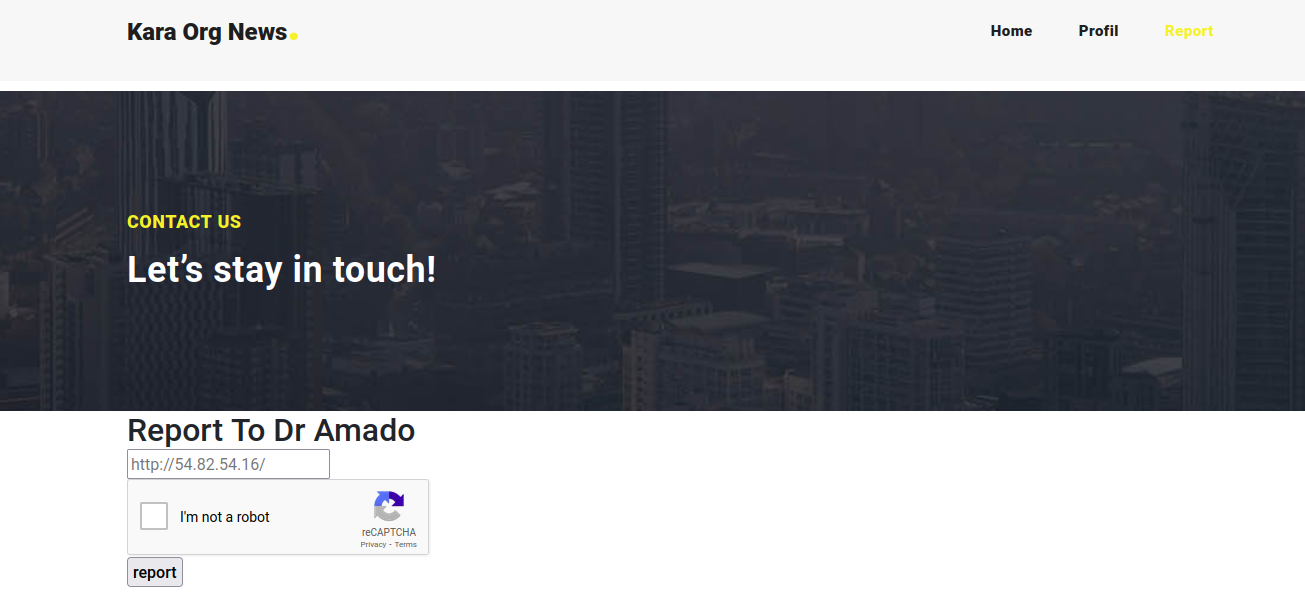 Kara Org News.
Home Profil Report
CONTACT US
Let’s stay in touch!
Report To Dr Amado
http://54.82.54.16/
I'm not a robot
reCAPTCHA
Privacy - Terms
report